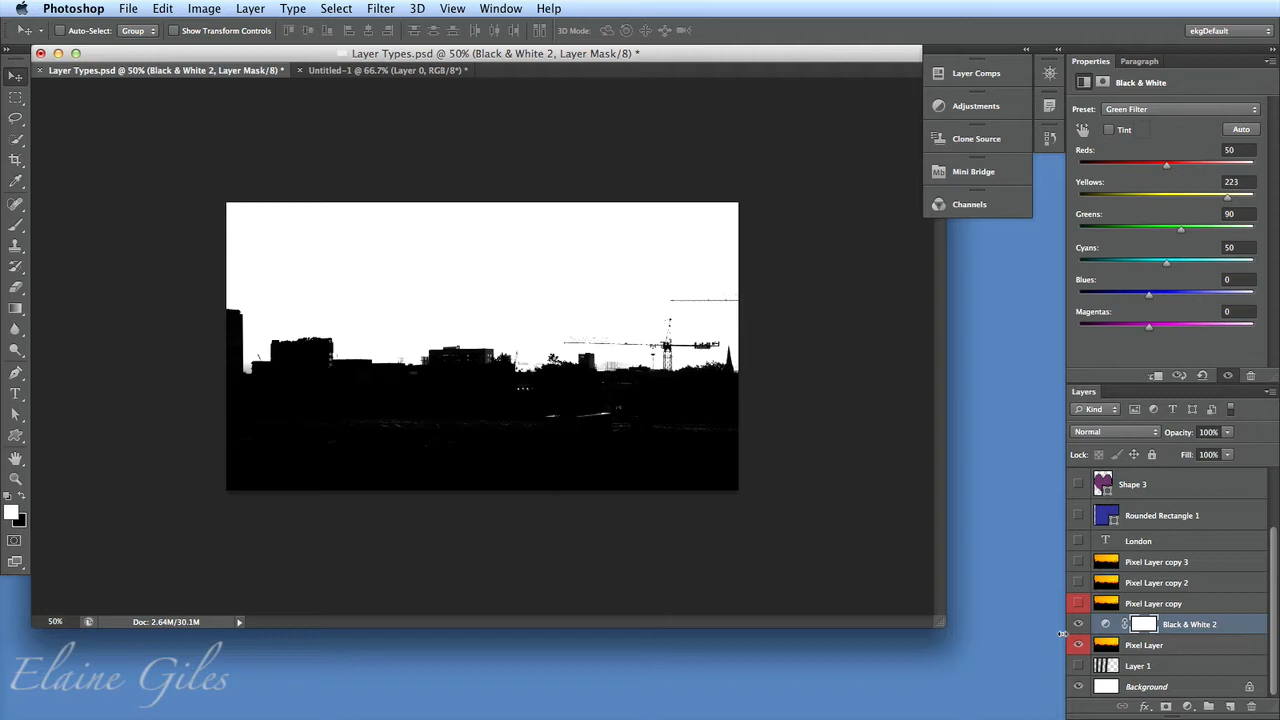 Photoshop File Edit Image Layer Type Select Filter 3D View Window Help
Auto-Select: Group Show Transform Controls 3D Mode: ekgDefault
Layer Types.psd @ 50% (Black & White 2, Layer Mask/8) *
Layer Types.psd @ 50% (Black & White 2, Layer Mask/8) * Untitled-1 @ 66.7% (Layer 0, RGB/8*) *
Layer Comps
Adjustments
Clone Source
Mb Mini Bridge
Channels
Properties Paragraph
Black & White
Preset: Green Filter
Tint Auto
Reds: 50
Yellows: 223
Greens: 90
Cyans: 50
Blues: 0
Magentas: 0
Layers
Kind
Normal Opacity: 100%
Lock: Fill: 100%
Shape 3
Rounded Rectangle 1
T London
Pixel Layer copy 3
Pixel Layer copy 2
Pixel Layer copy
Black & White 2
Pixel Layer
Layer 1
Background
50% Doc: 2.64M/30.1M
Elaine Giles